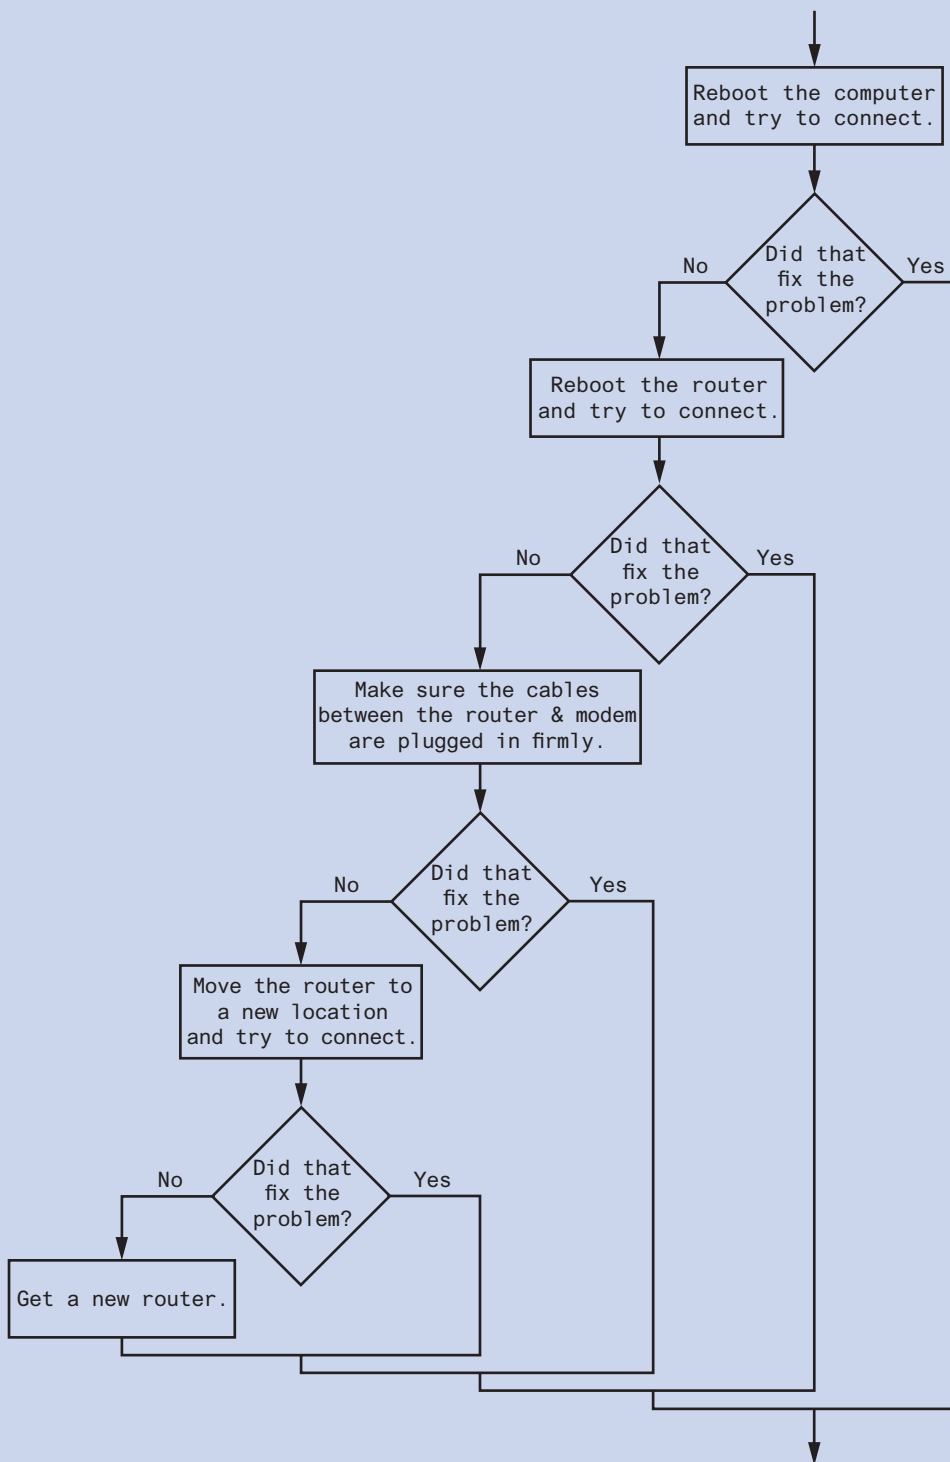 Reboot the computer
and try to connect.
Did that
fix the
problem?
No
Yes
Reboot the router
and try to connect.
Did that
fix the
problem?
No
Yes
Make sure the cables
between the router & modem
are plugged in firmly.
Did that
fix the
problem?
No
Yes
Move the router to
a new location
and try to connect.
Did that
fix the
problem?
No
Yes
Get a new router.